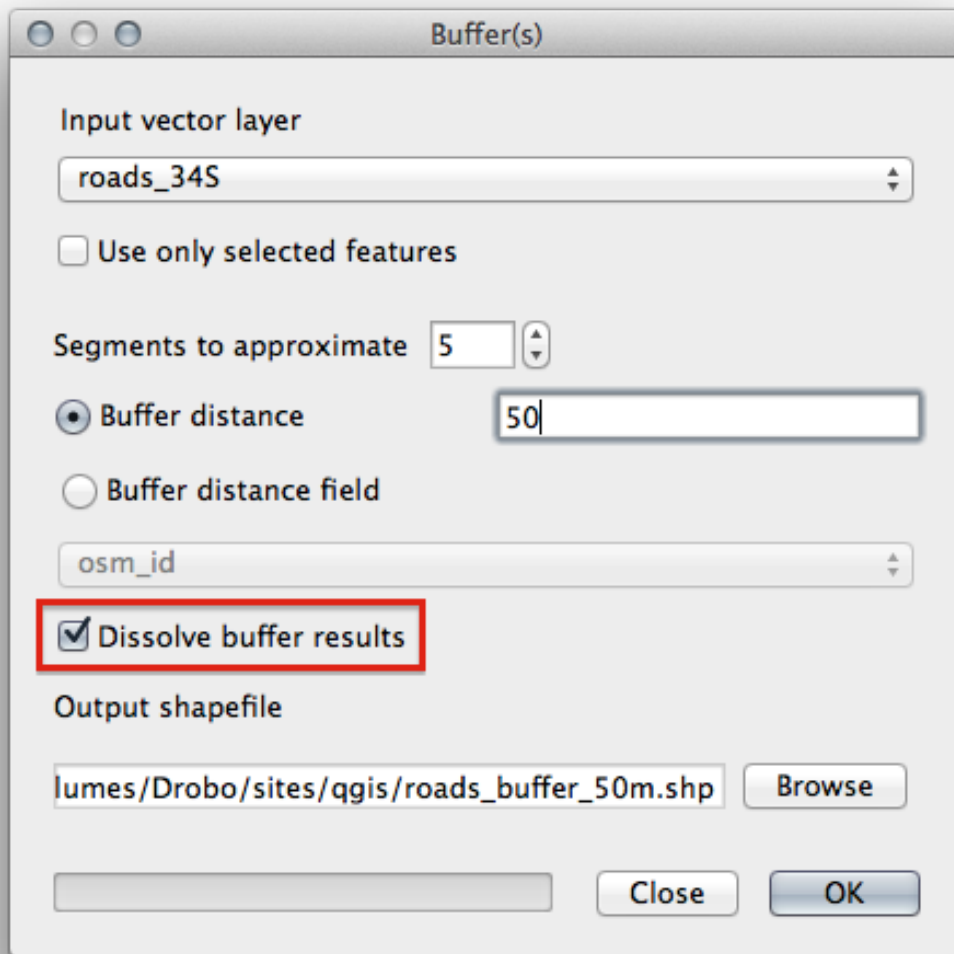 Buffer(s)
Input vector layer
roads_34S
Use only selected features
Segments to approximate 5
Buffer distance 50
Buffer distance field
osm_id
Dissolve buffer results
Output shapefile
lumes/Drobo/sites/qgis/roads_buffer_50m.shp Browse
Close OK